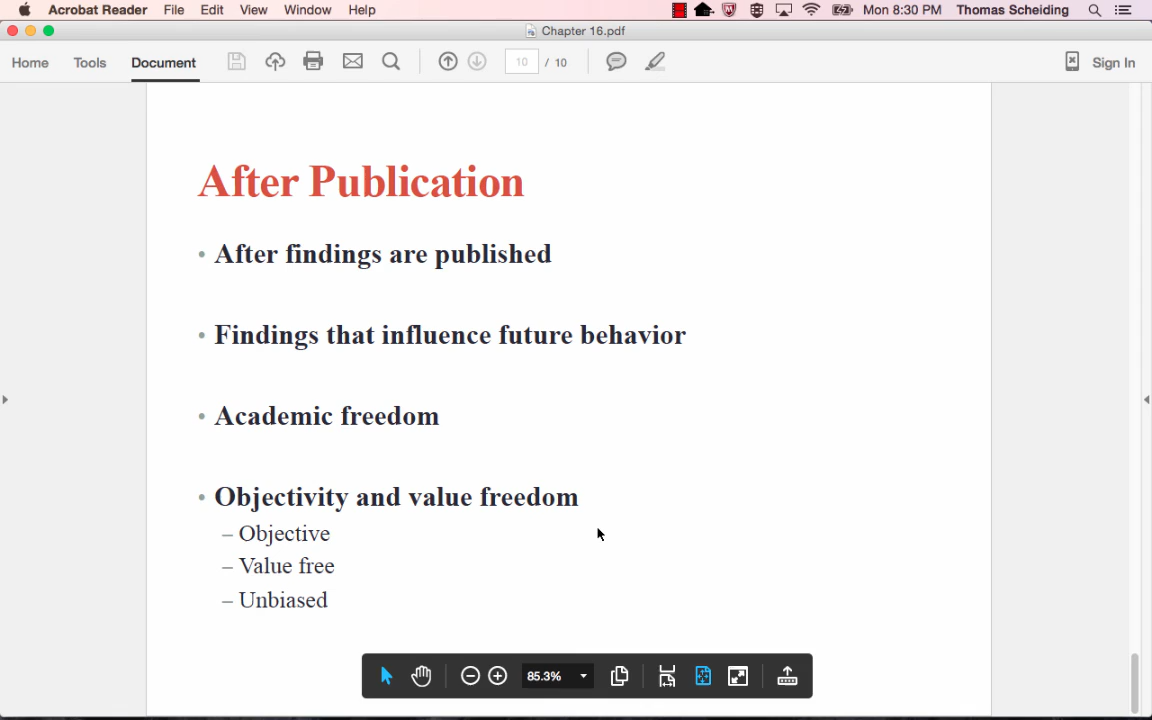 Acrobat Reader File Edit View Window Help Mon 8:30 PM Thomas Scheiding
Chapter 16.pdf
Home Tools Document 10 / 10 Sign In
After Publication
• After findings are published
• Findings that influence future behavior
• Academic freedom
• Objectivity and value freedom
– Objective
– Value free
– Unbiased
85.3%